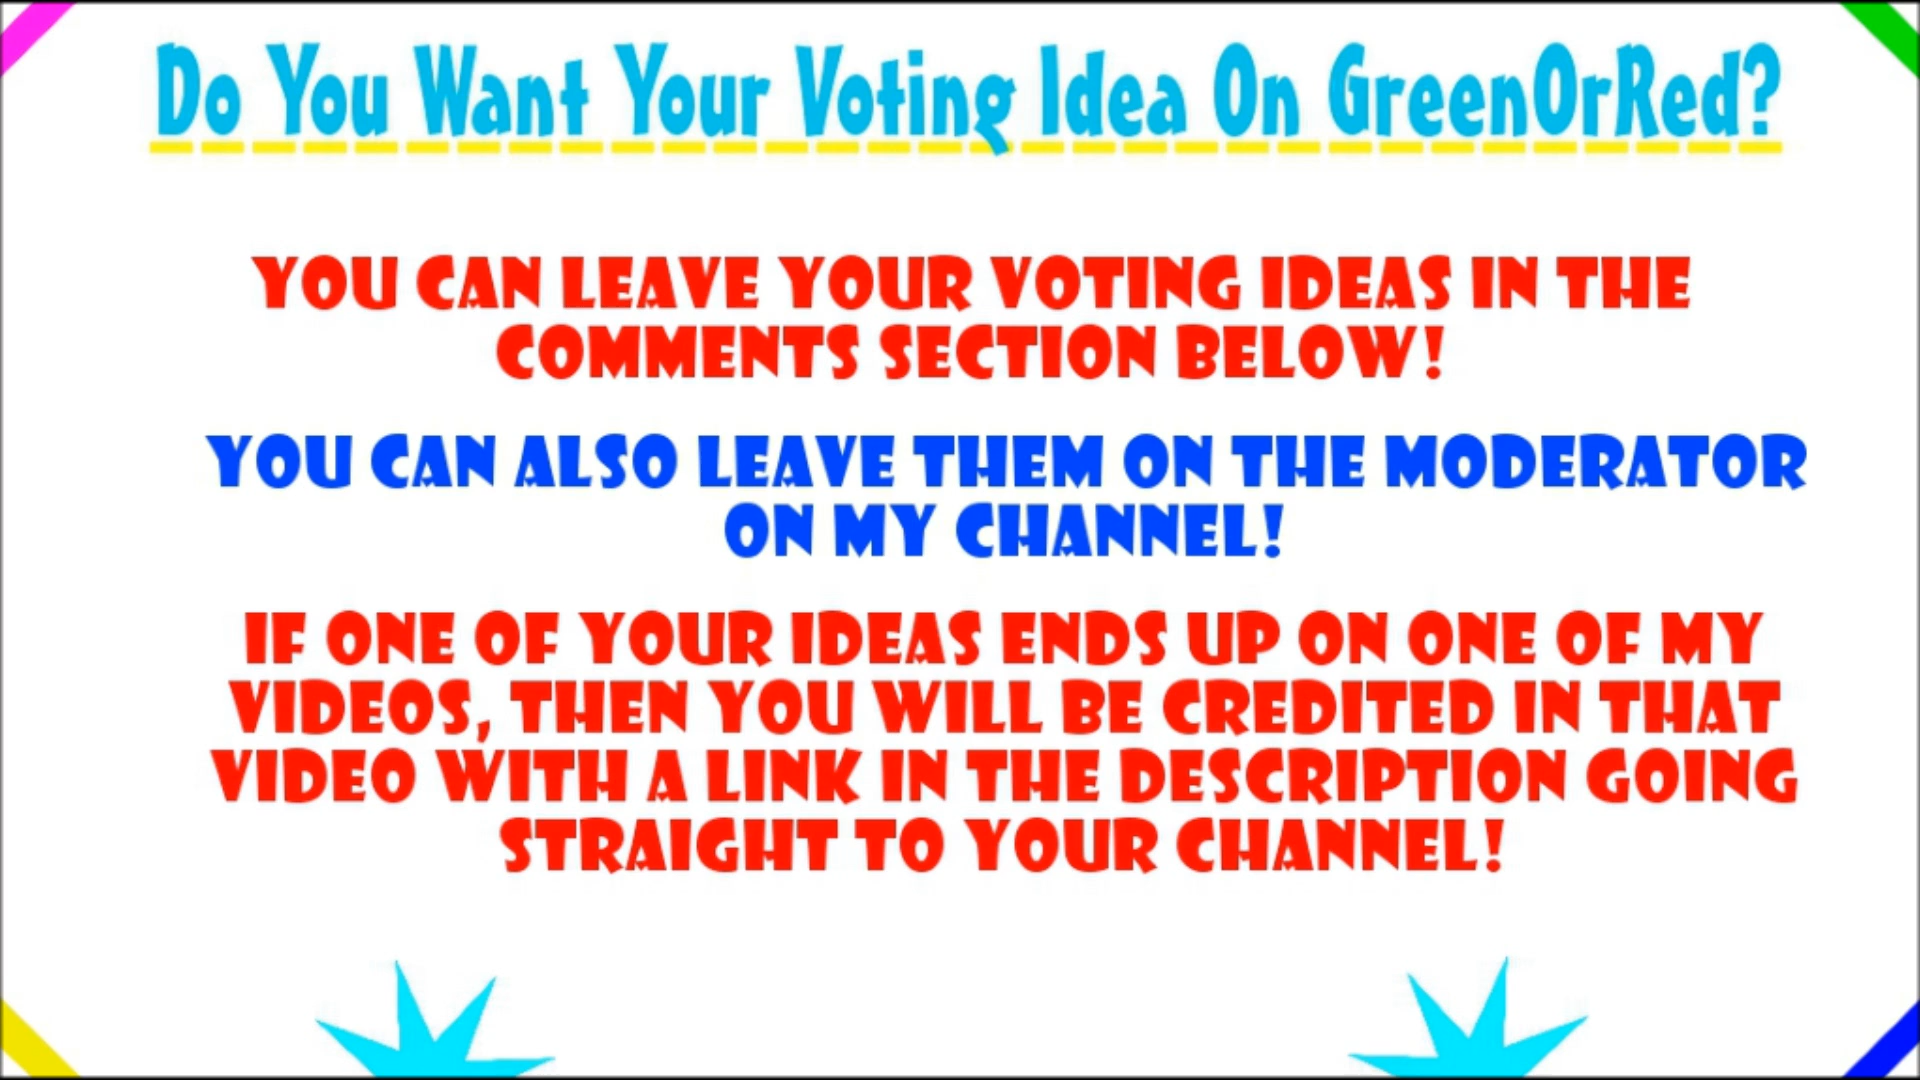 Do You Want Your Voting Idea On GreenOrRed?
YOU CAN LEAVE YOUR VOTING IDEAS IN THE
COMMENTS SECTION BELOW!
YOU CAN ALSO LEAVE THEM ON THE MODERATOR
ON MY CHANNEL!
IF ONE OF YOUR IDEAS ENDS UP ON ONE OF MY
VIDEOS, THEN YOU WILL BE CREDITED IN THAT
VIDEO WITH A LINK IN THE DESCRIPTION GOING
STRAIGHT TO YOUR CHANNEL!